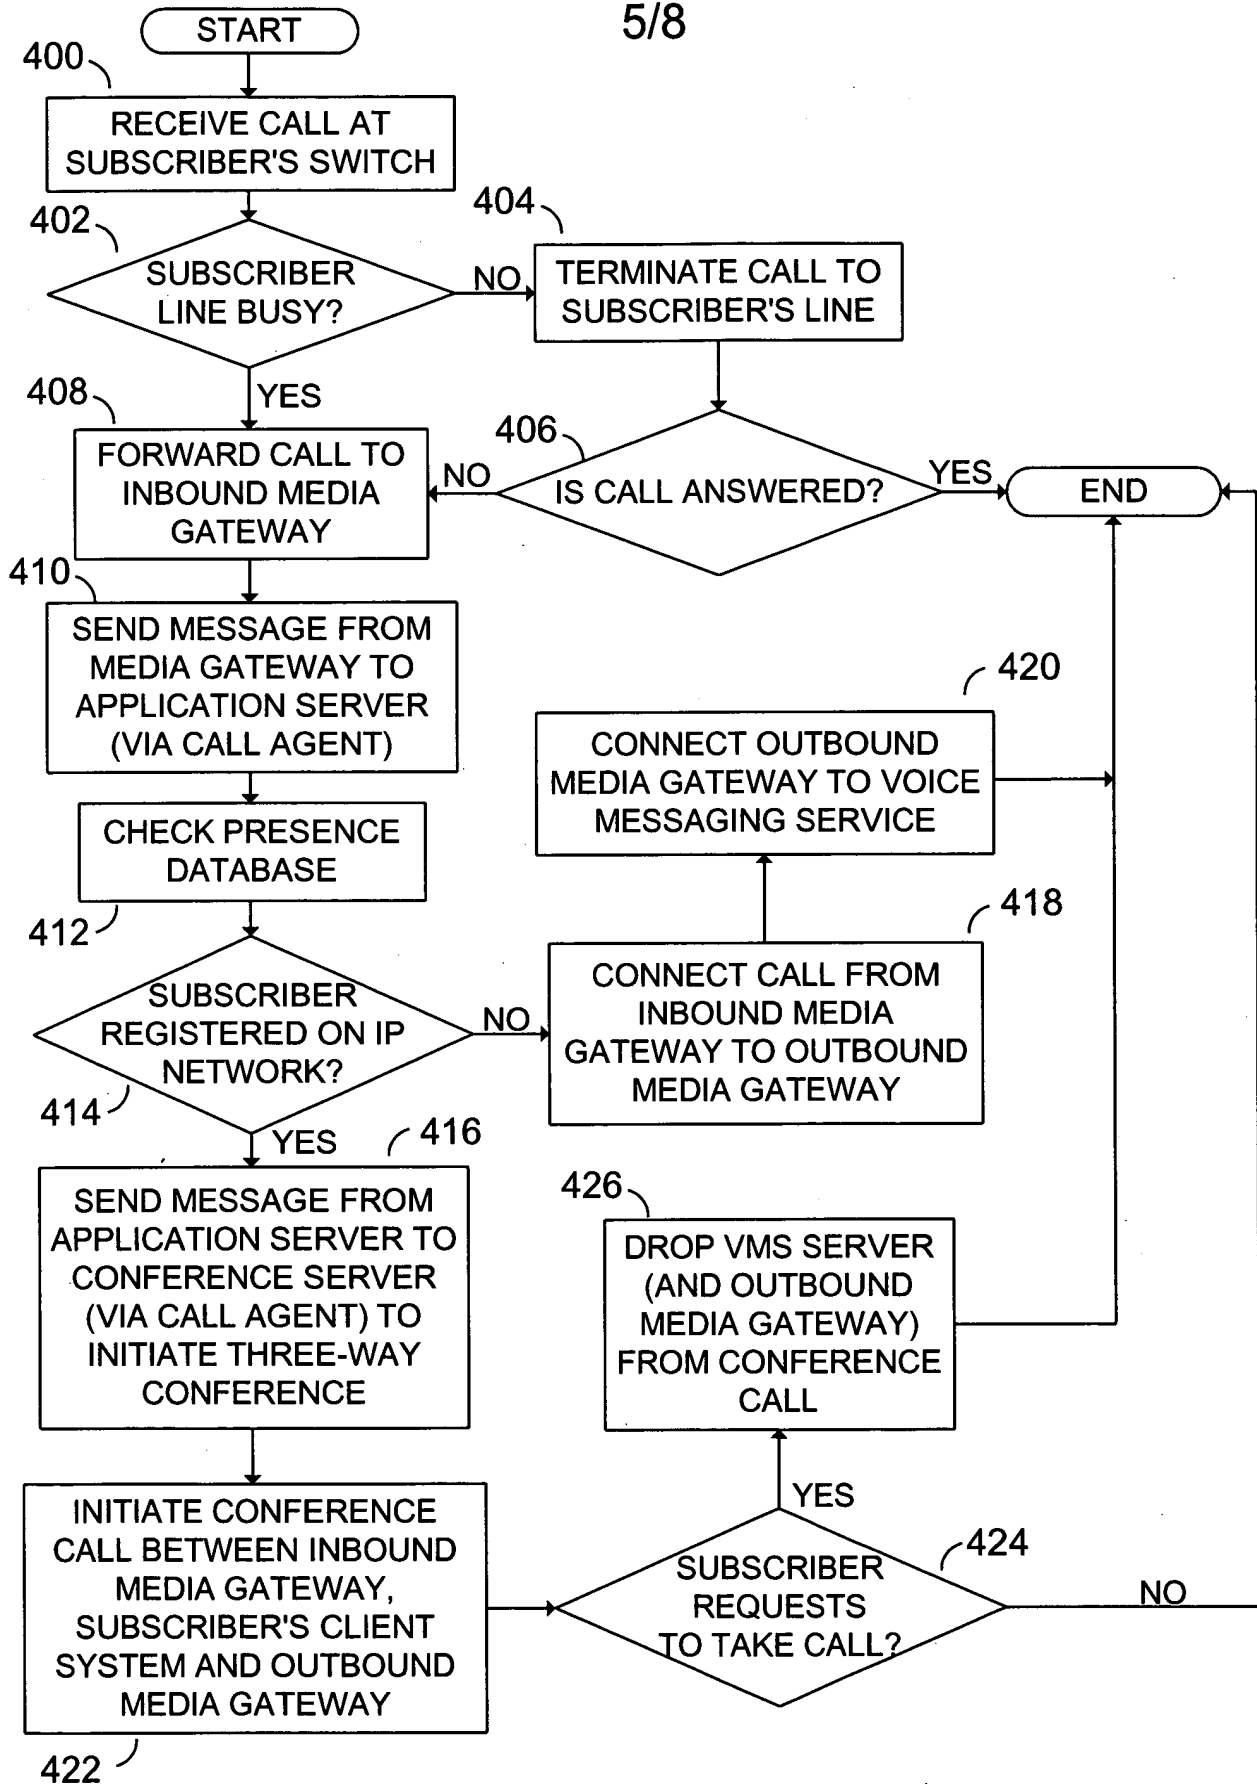 5/8
START
400
RECEIVE CALL AT
SUBSCRIBER'S SWITCH
402
SUBSCRIBER
LINE BUSY?
NO
404
TERMINATE CALL TO
SUBSCRIBER'S LINE
YES
408
FORWARD CALL TO
INBOUND MEDIA
GATEWAY
NO
406
IS CALL ANSWERED?
YES
END
410
SEND MESSAGE FROM
MEDIA GATEWAY TO
APPLICATION SERVER
(VIA CALL AGENT)
420
CONNECT OUTBOUND
MEDIA GATEWAY TO VOICE
MESSAGING SERVICE
CHECK PRESENCE
DATABASE
412
418
CONNECT CALL FROM
INBOUND MEDIA
GATEWAY TO OUTBOUND
MEDIA GATEWAY
SUBSCRIBER
REGISTERED ON IP
NETWORK?
NO
414
YES
416
SEND MESSAGE FROM
APPLICATION SERVER TO
CONFERENCE SERVER
(VIA CALL AGENT) TO
INITIATE THREE-WAY
CONFERENCE
426
DROP VMS SERVER
(AND OUTBOUND
MEDIA GATEWAY)
FROM CONFERENCE
CALL
YES
INITIATE CONFERENCE
CALL BETWEEN INBOUND
MEDIA GATEWAY,
SUBSCRIBER'S CLIENT
SYSTEM AND OUTBOUND
MEDIA GATEWAY
422
SUBSCRIBER
REQUESTS
TO TAKE CALL?
424
NO